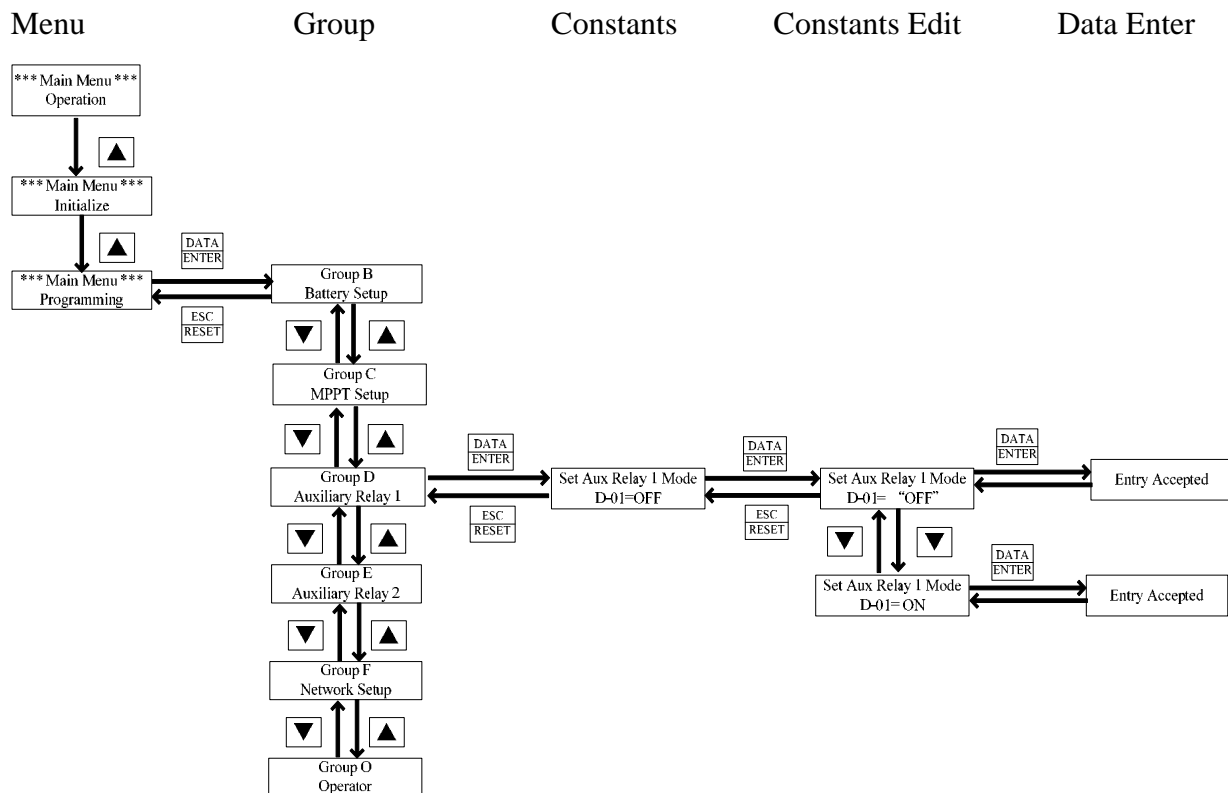 Menu Group Constants Constants Edit Data Enter
*** Main Menu ***
Operation
*** Main Menu ***
Initialize
*** Main Menu ***
Programming
DATA
ENTER
ESC
RESET
Group B
Battery Setup
Group C
MPPT Setup
Group D
Auxiliary Relay 1
Group E
Auxiliary Relay 2
Group F
Network Setup
Group O
Operator
DATA
ENTER
ESC
RESET
Set Aux Relay 1 Mode
D-01=OFF
DATA
ENTER
ESC
RESET
Set Aux Relay 1 Mode
D-01= “OFF”
Set Aux Relay 1 Mode
D-01=ON
DATA
ENTER
Entry Accepted
DATA
ENTER
Entry Accepted